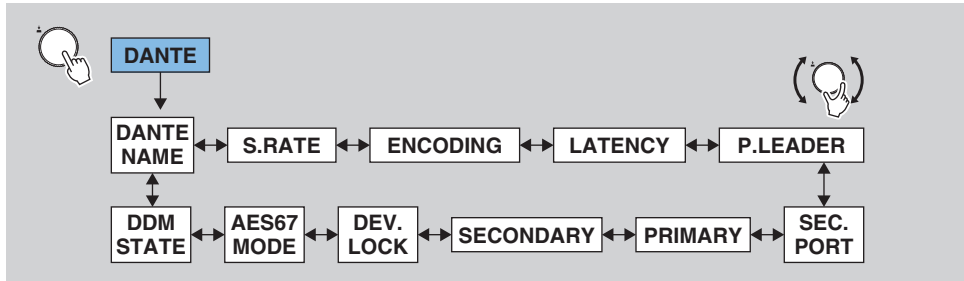 DANTE
DANTE
NAME
S.RATE
ENCODING
LATENCY
P.LEADER
DDM
STATE
AES67
MODE
DEV.
LOCK
SECONDARY
PRIMARY
SEC.
PORT